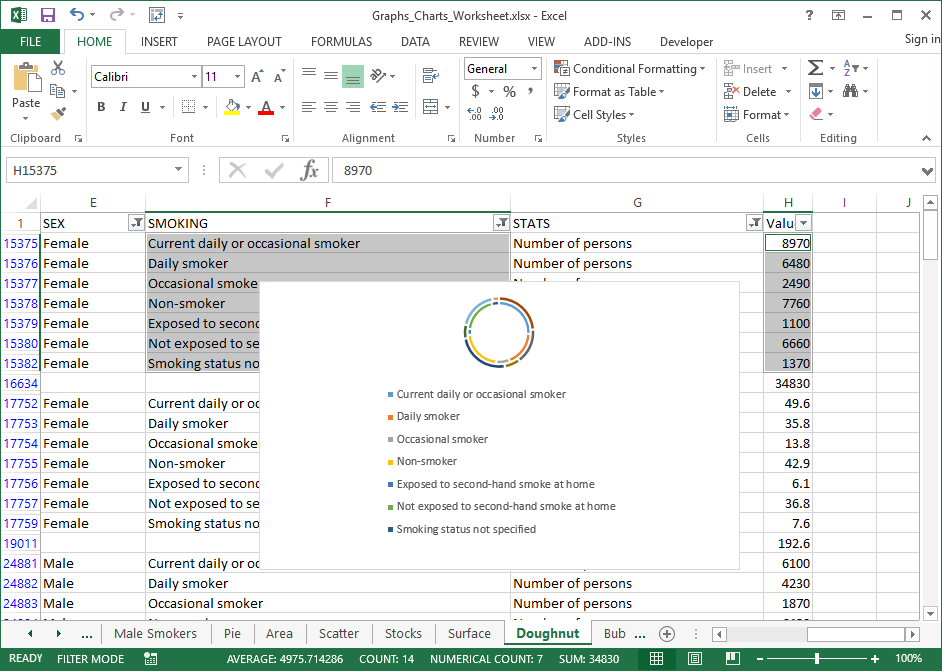 Graphs_Charts_Worksheet.xlsx - Excel
?
FILE HOME INSERT PAGE LAYOUT FORMULAS DATA REVIEW VIEW ADD-INS Developer Sign in
Calibri 11 General Conditional Formatting Insert
Paste B I U A $ % , Format as Table Delete
Cell Styles Format
Clipboard Font Alignment Number Styles Cells Editing
H15375 fx 8970
E F G H I J
1 SEX SMOKING STATS Valu
15375 Female Current daily or occasional smoker Number of persons 8970
15376 Female Daily smoker Number of persons 6480
15377 Female Occasional smoke 2490
15378 Female Non-smoker 7760
15379 Female Exposed to second 1100
15380 Female Not exposed to se 6660
15382 Female Smoking status no 1370
16634 34830
17752 Female Current daily or oc 49.6
17753 Female Daily smoker 35.8
17754 Female Occasional smoke 13.8
17755 Female Non-smoker 42.9
17756 Female Exposed to second 6.1
17757 Female Not exposed to se 36.8
17759 Female Smoking status no 7.6
19011 192.6
24881 Male Current daily or oc 6100
24882 Male Daily smoker Number of persons 4230
24883 Male Occasional smoker Number of persons 1870
Current daily or occasional smoker
Daily smoker
Occasional smoker
Non-smoker
Exposed to second-hand smoke at home
Not exposed to second-hand smoke at home
Smoking status not specified
... Male Smokers Pie Area Scatter Stocks Surface Doughnut Bub ...
READY FILTER MODE AVERAGE: 4975.714286 COUNT: 14 NUMERICAL COUNT: 7 SUM: 34830 100%